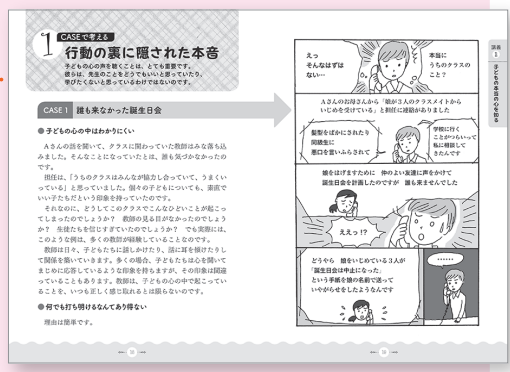 1
CASEで考える
行動の裏に隠された本音
子どもの心の声を聴くことは、とても重要です。
彼らは、先生のことをどうでもいいと思っていたり、
学びたくないと思っているわけではないのです。
CASE 1 誰も来なかった誕生日会
●子どもの心の中はわかりにくい
Aさんの話を聞いて、クラスに関わっていた教師はみな落ち込
みました。そんなことになっていたとは、誰も気づかなかったの
です。
担任は、「うちのクラスはみんなが協力し合っていて、うまくい
っている」と思っていました。個々の子どもについても、素直で
いい子たちだという印象を持っていたのです。
それなのに、どうしてこのクラスでこんなひどいことが起こっ
てしまったのでしょうか？ 教師の見る目がなかったのでしょう
か？ 生徒たちを信じすぎていたのでしょうか？ でも実際には、
このような例は、多くの教師が経験していることなのです。
教師は日々、子どもたちに話しかけたり、話に耳を傾けたりし
て関係を築いていきます。多くの場合、子どもたちは心を開いて
まじめに応答しているような印象を持ちますが、その印象は間違
っていることもあります。教師は、子どもの心の中で起こってい
ることを、いつも正しく感じ取れるとは限らないのです。
●何でも打ち明けるなんてあり得ない
理由は簡単です。
本当に
うちのクラスの
こと？
えっ
そんなはずは
ない…
Aさんのお母さんから「娘が3人のクラスメイトから
いじめを受けている」と担任に連絡がありました
学校に行く
ことがつらいって
私に相談して
きたんです
髪型をばかにされたり
同級生に
悪口を言いふらされて
娘をはげますために 仲のよい友達に声をかけて
誕生日会を計画したのですが 誰も来ませんでした
ええっ！？
どうやら 娘をいじめている3人が
「誕生日会は中止になった」
という手紙を娘の名前で送って
いやがらせをしたようなんです
……
講義
1
子どもの本当の心を知る